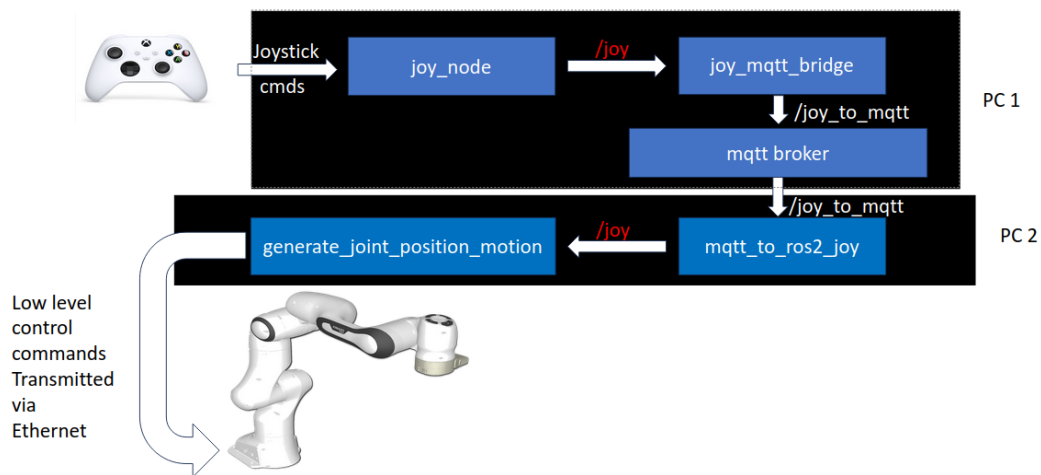 Joystick
cmds
joy_node
/joy
joy_mqtt_bridge
/joy_to_mqtt
mqtt broker
PC 1
/joy_to_mqtt
mqtt_to_ros2_joy
/joy
generate_joint_position_motion
PC 2
Low level
control
commands
Transmitted
via
Ethernet